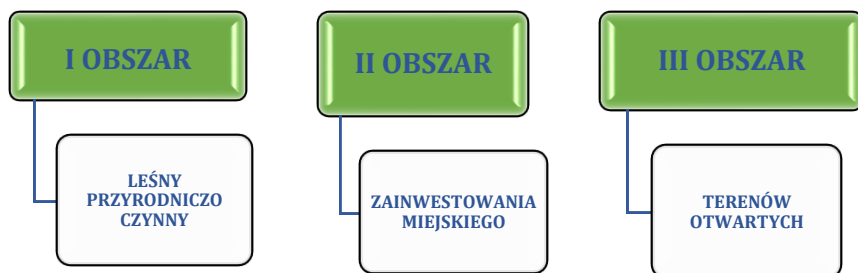 I OBSZAR
LEŚNY
PRZYRODNICZO
CZYNNY
II OBSZAR
ZAINWESTOWANIA
MIEJSKIEGO
III OBSZAR
TERENÓW
OTWARTYCH